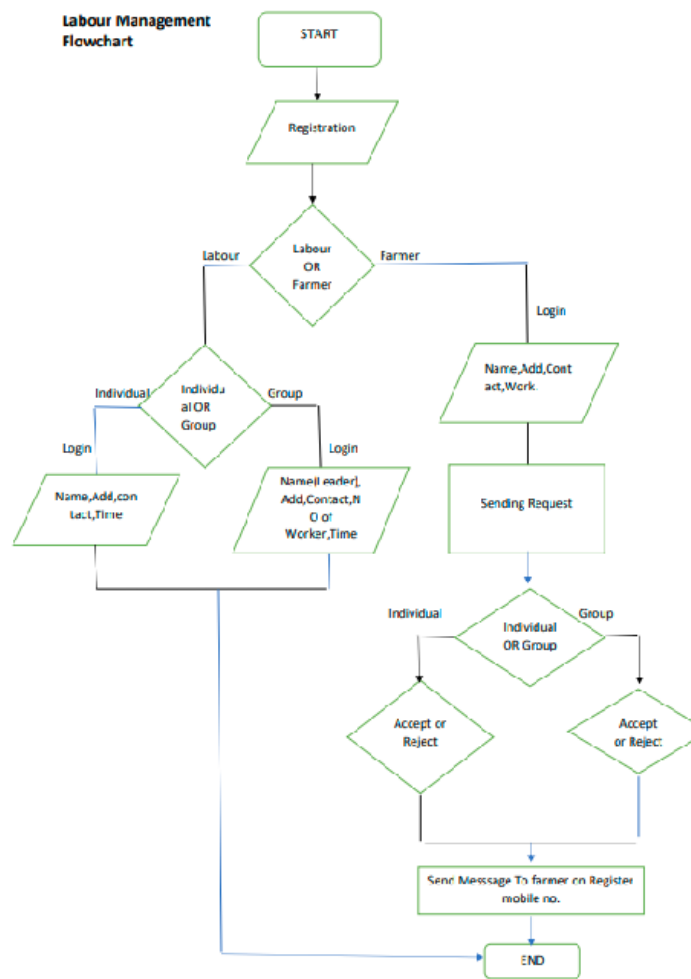 Labour Management
Flowchart
START
Registration
Labour
OR
Farmer
Labour
Farmer
Login
Individu
al OR
Group
Individual
Group
Login
Login
Name,Add,con
tact,Time
Name(Leader),
Add,Contact,N
O of
Worker,Time
Name,Add,Cont
act,Work.
Sending Request
Individual
OR Group
Individual
Group
Accept or
Reject
Accept
or Reject
Send Messsage To farmer on Register
mobile no.
END